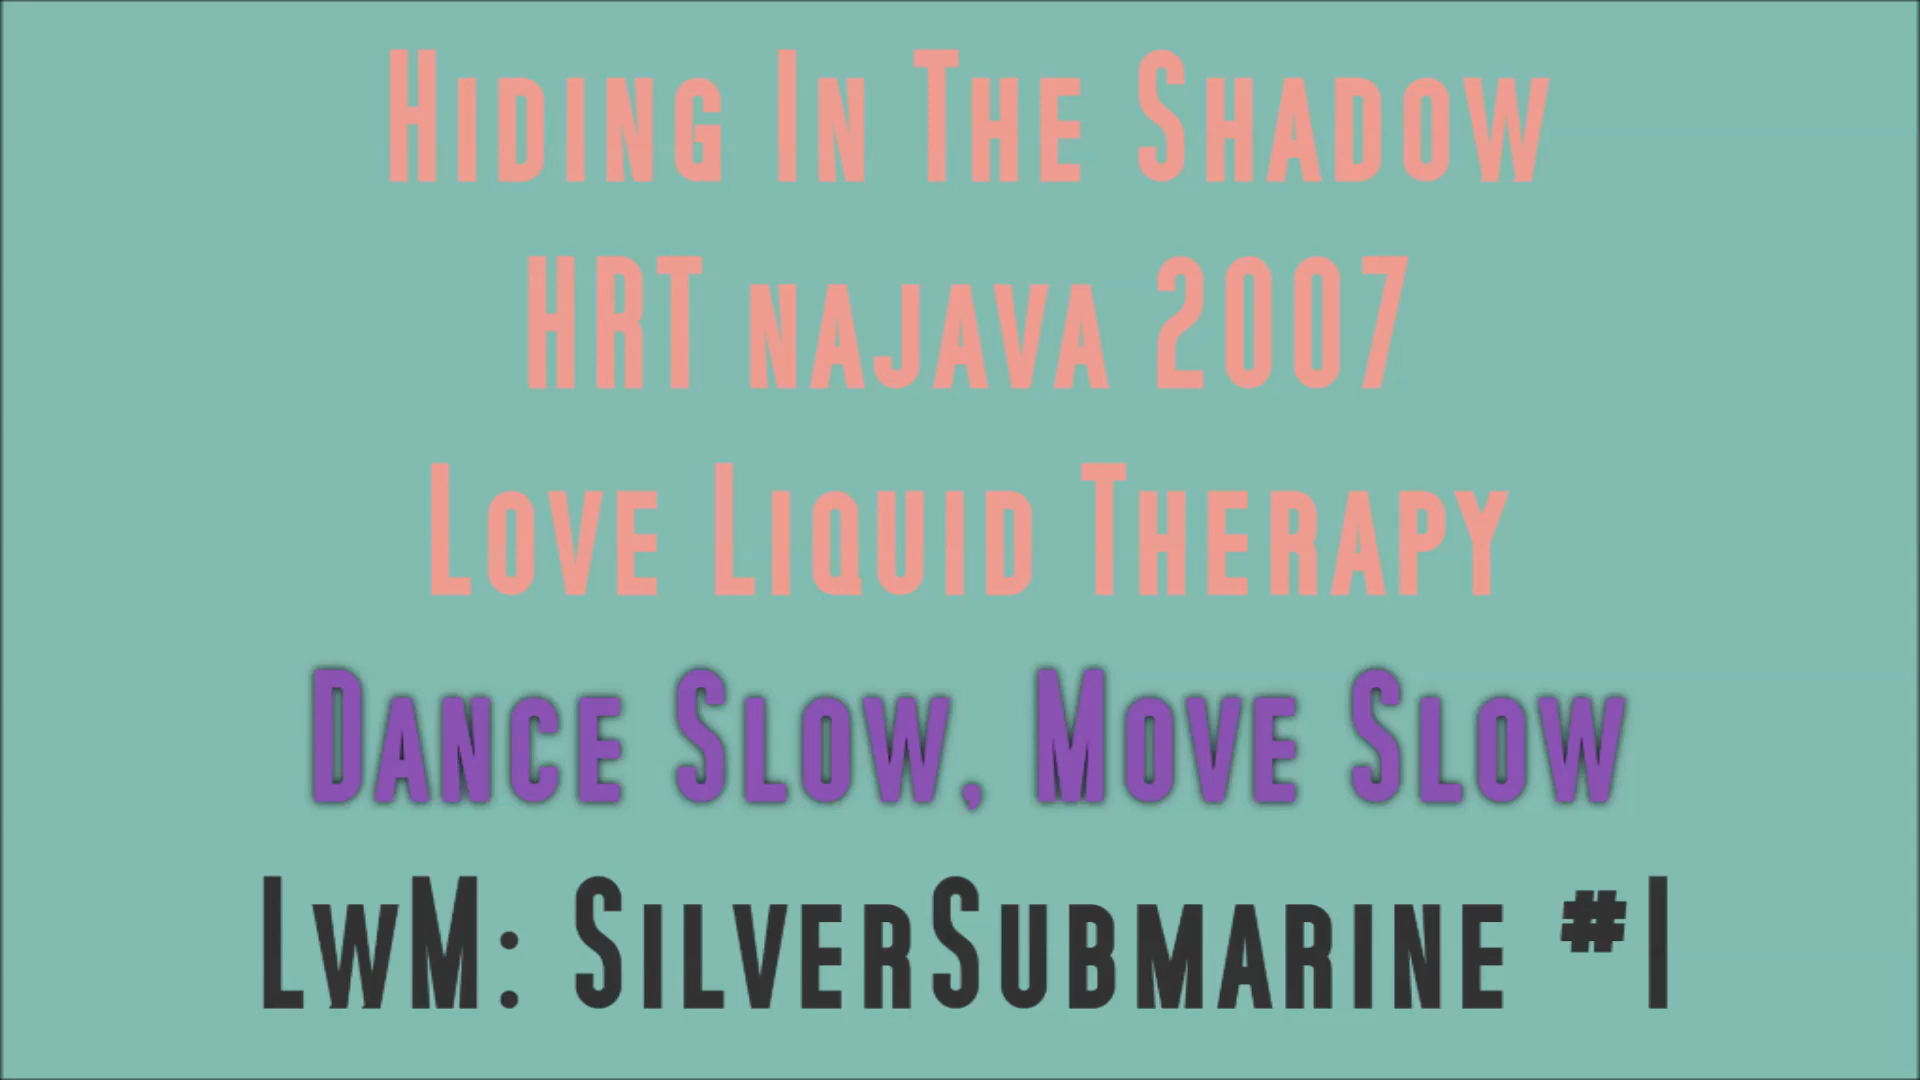 Hiding In The Shadow
HRT najava 2007
Love Liquid Therapy
Dance Slow, Move Slow
LwM: SilverSubmarine #1